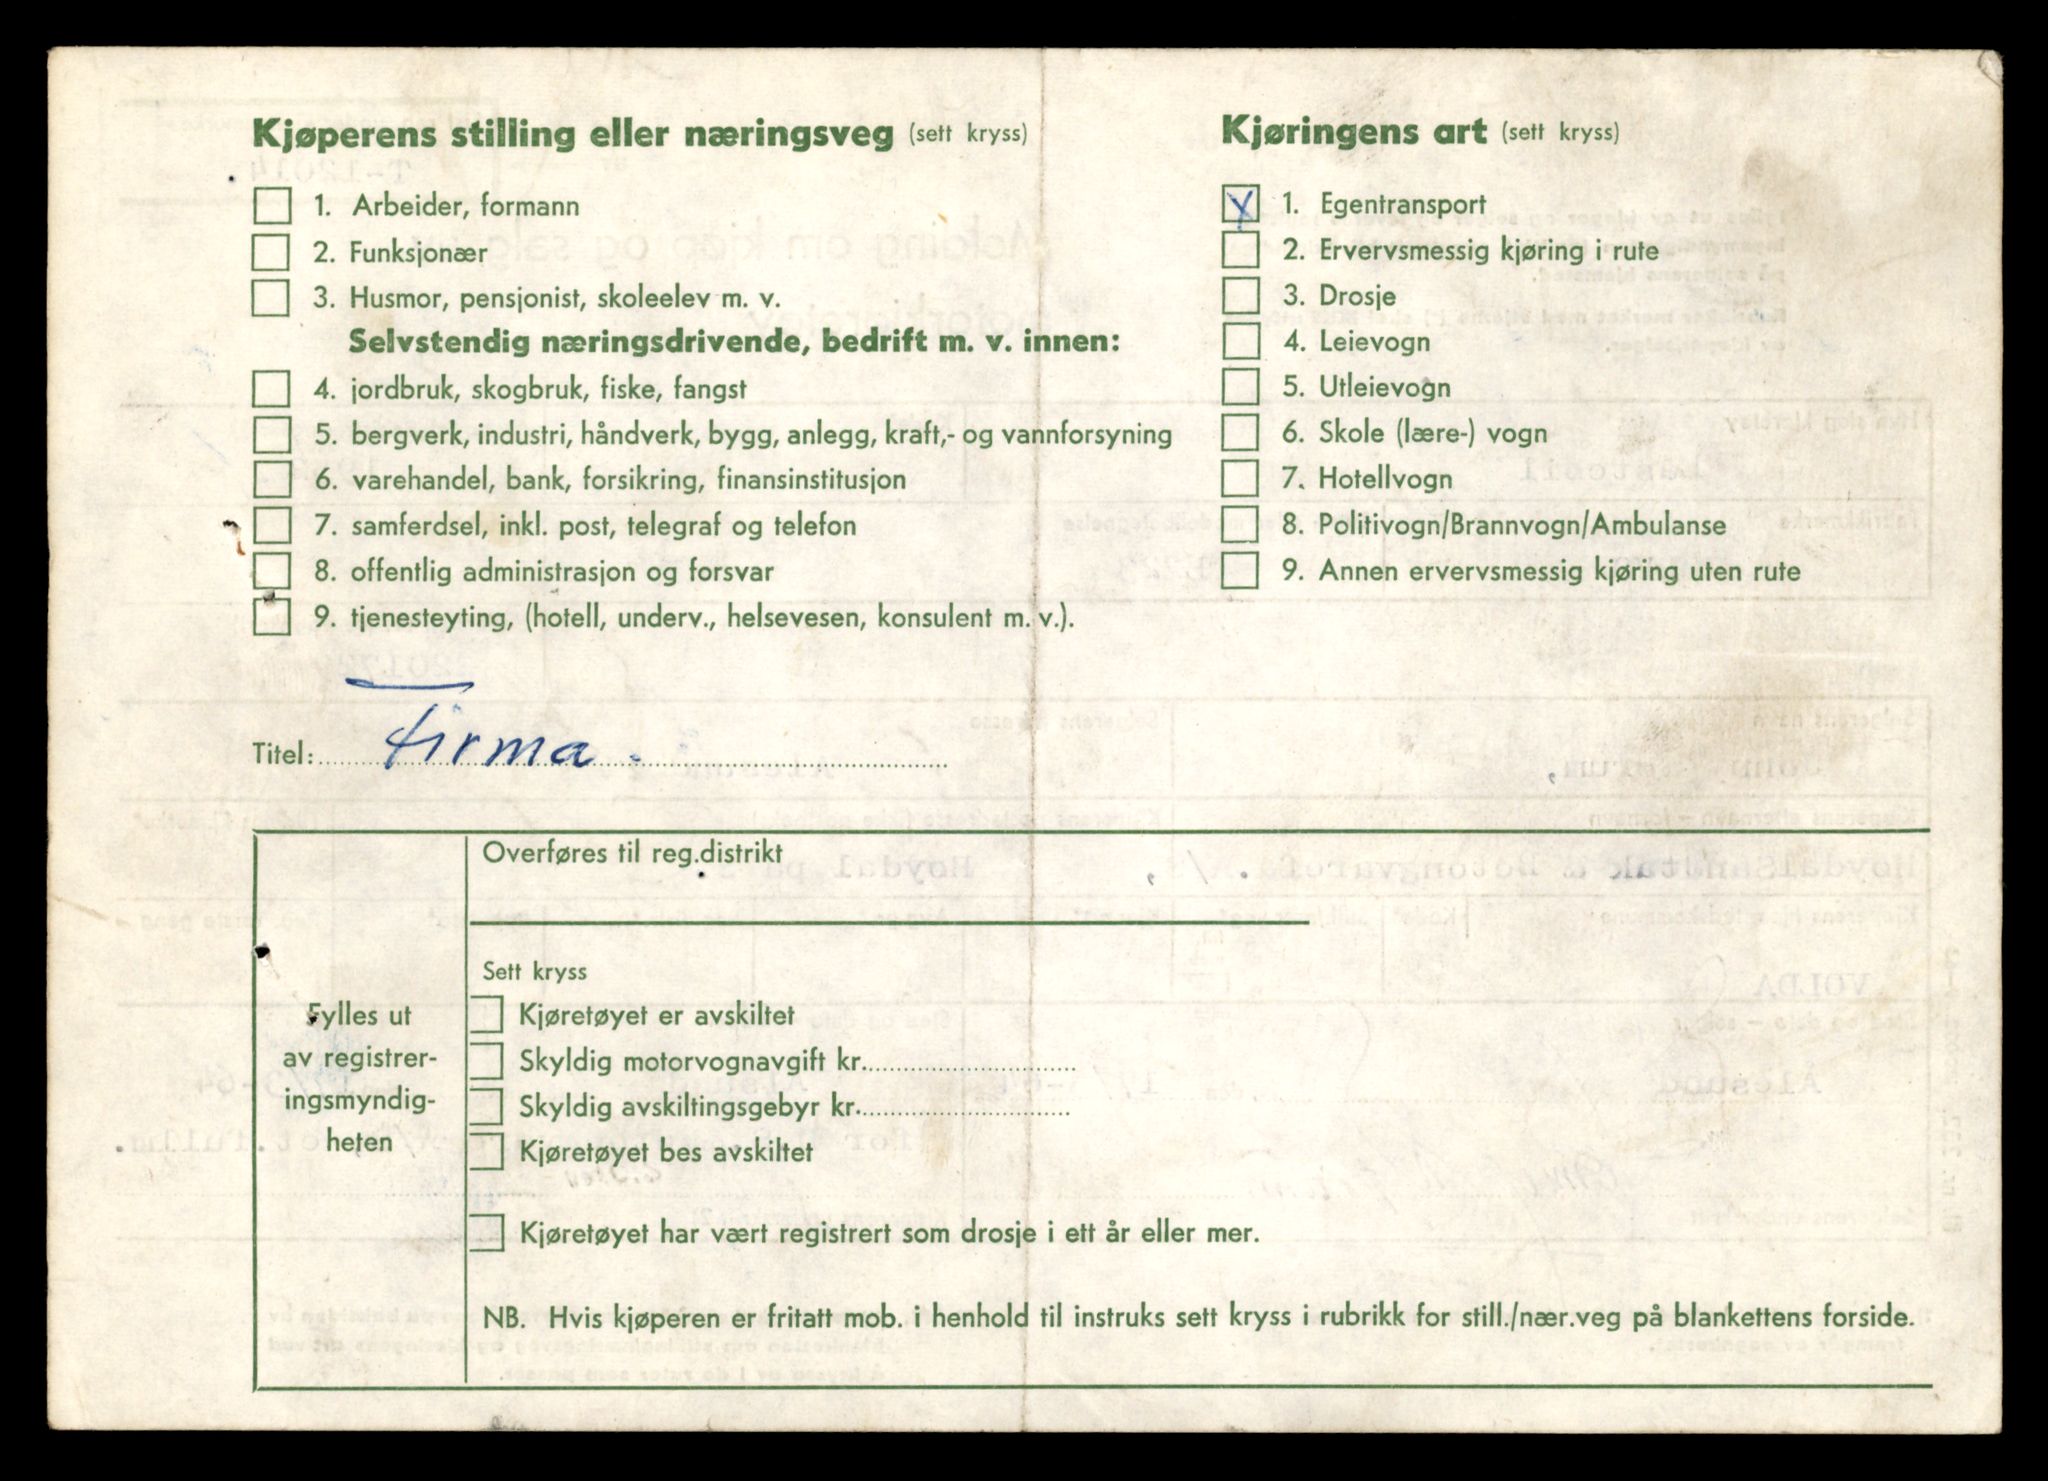 Kjøperens stilling eller næringsveg (sett kryss)
1. Arbeider, formann
2. Funksjonær
3. Husmor, pensjonist, skoleelev m. v.
Selvstendig næringsdrivende, bedrift m. v. innen:
4. jordbruk, skogbruk, fiske, fangst
5. bergverk, industri, håndverk, bygg, anlegg, kraft,- og vannforsyning
6. varehandel, bank, forsikring, finansinstitusjon
7. samferdsel, inkl. post, telegraf og telefon
8. offentlig administrasjon og forsvar
9. tjenesteyting, (hotell, underv., helsevesen, konsulent m. v.).
Kjøringens art (sett kryss)
X 1. Egentransport
2. Ervervsmessig kjøring i rute
3. Drosje
4. Leievogn
5. Utleievogn
6. Skole (lære-) vogn
7. Hotellvogn
8. Politivogn/Brannvogn/Ambulanse
9. Annen ervervsmessig kjøring uten rute
Titel: firma.
Fylles ut
av registrer-
ingsmyndig-
heten
Overføres til reg.distrikt
Sett kryss
Kjøretøyet er avskiltet
Skyldig motorvognavgift kr.
Skyldig avskiltingsgebyr kr.
Kjøretøyet bes avskiltet
Kjøretøyet har vært registrert som drosje i ett år eller mer.
NB. Hvis kjøperen er fritatt mob. i henhold til instruks sett kryss i rubrikk for still./nær.veg på blankettens forside.